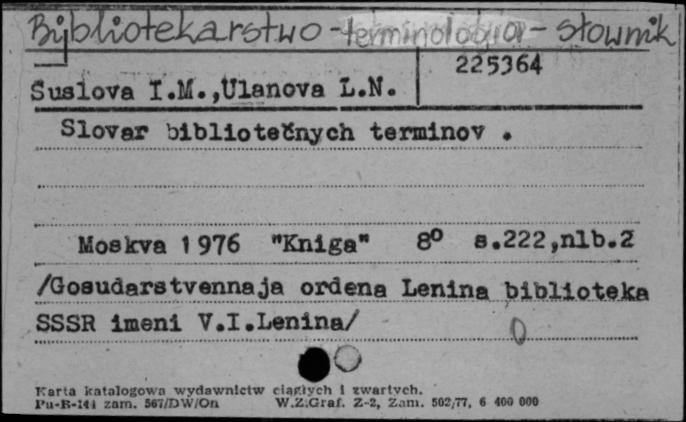 Bibliotekarstwo - terminologia - słownik
225364
Suslova I.M.,Ulanova L.N.
Slovar bibliotečnych terminov .
Moskva 1976 "Kniga" 8º s.222,nlb.2
/Gosudarstvennaja ordena Lenina biblioteka
SSSR imeni V.I.Lenina/
Karta katalogowa wydawnictw ciągłych i zwartych.
Pu-B-144 zam. 567/DW/On W.Z.Graf. Z-2, Zam. 502/77, 6 400 000